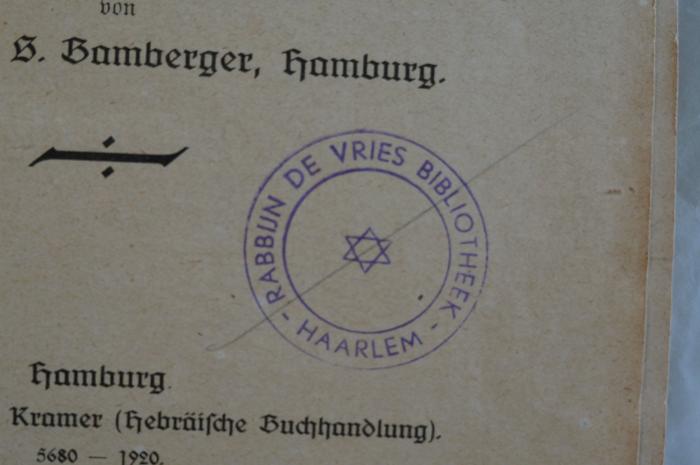 von
S. Bamberger, Hamburg.
RABBIJN DE VRIES BIBLIOTHEEK
- HAARLEM -
Hamburg.
Kramer (Hebräiſche Buchhandlung).
5680 — 1920.